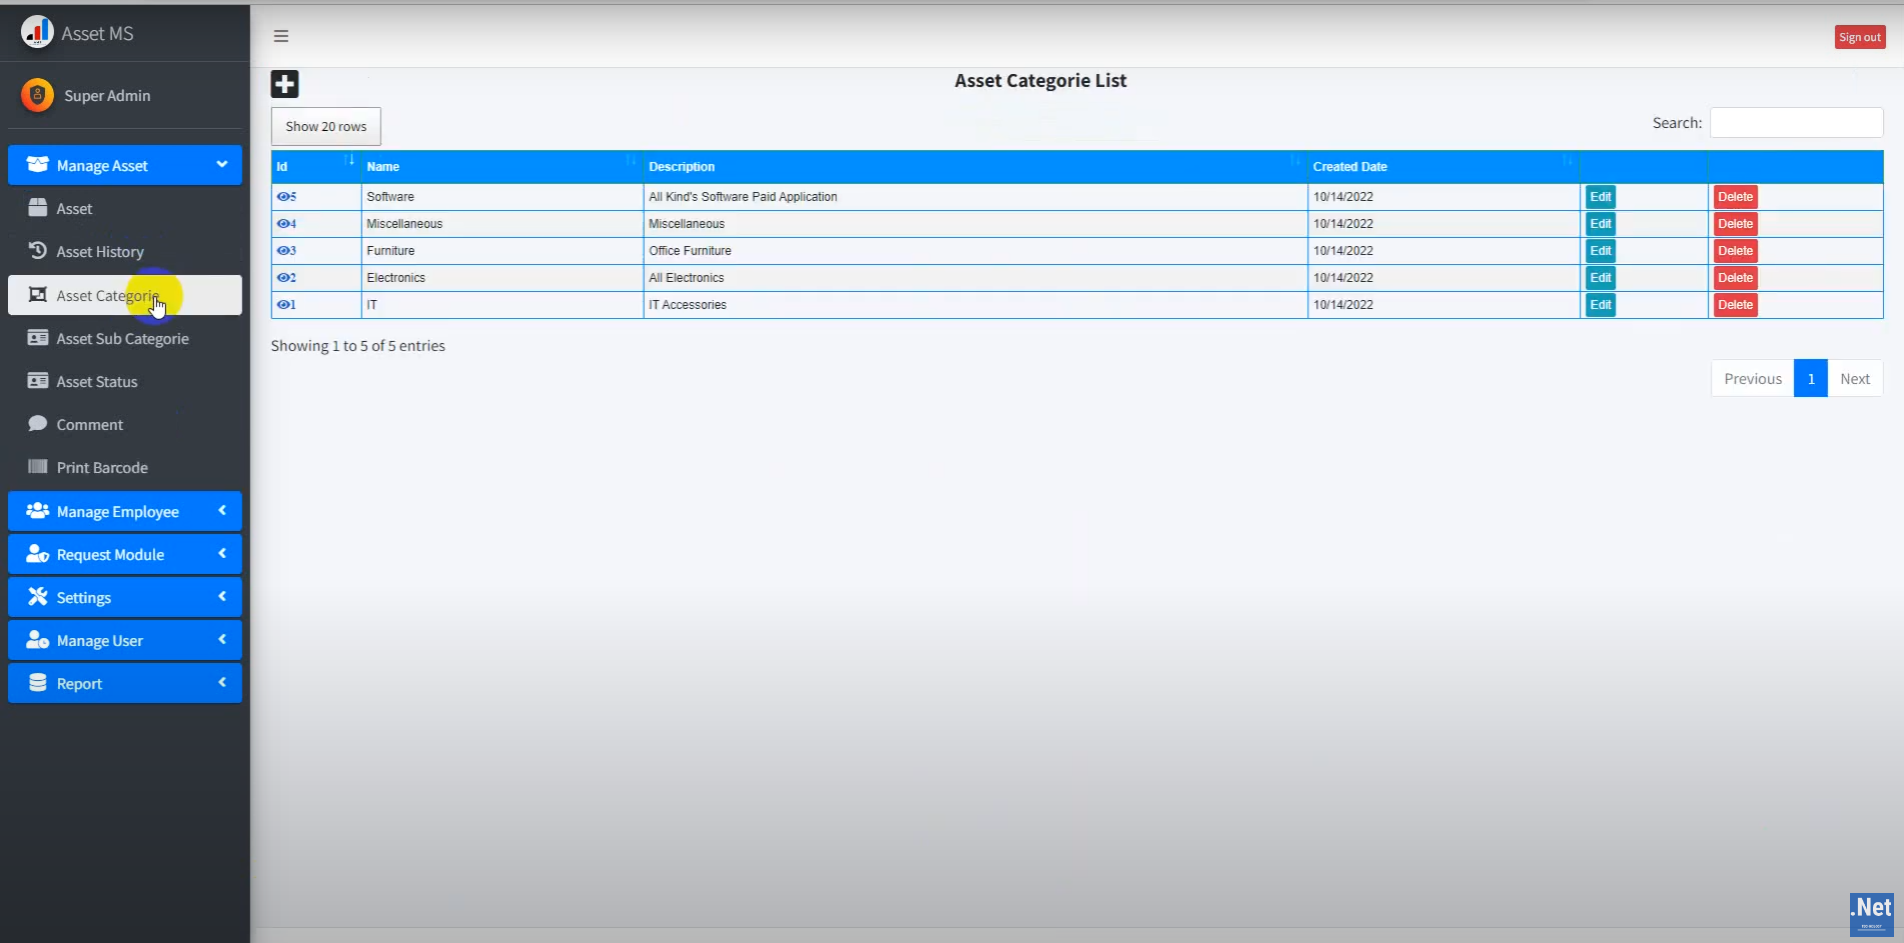 Asset MS
Sign out
Super Admin
Manage Asset
Asset
Asset History
Asset Categorie
Asset Sub Categorie
Asset Status
Comment
Print Barcode
Manage Employee
Request Module
Settings
Manage User
Report
Asset Categorie List
Show 20 rows
Search:
Id Name Description Created Date
5 Software All Kind's Software Paid Application 10/14/2022 Edit Delete
4 Miscellaneous Miscellaneous 10/14/2022 Edit Delete
3 Furniture Office Furniture 10/14/2022 Edit Delete
2 Electronics All Electronics 10/14/2022 Edit Delete
1 IT IT Accessories 10/14/2022 Edit Delete
Showing 1 to 5 of 5 entries
Previous 1 Next
.Net